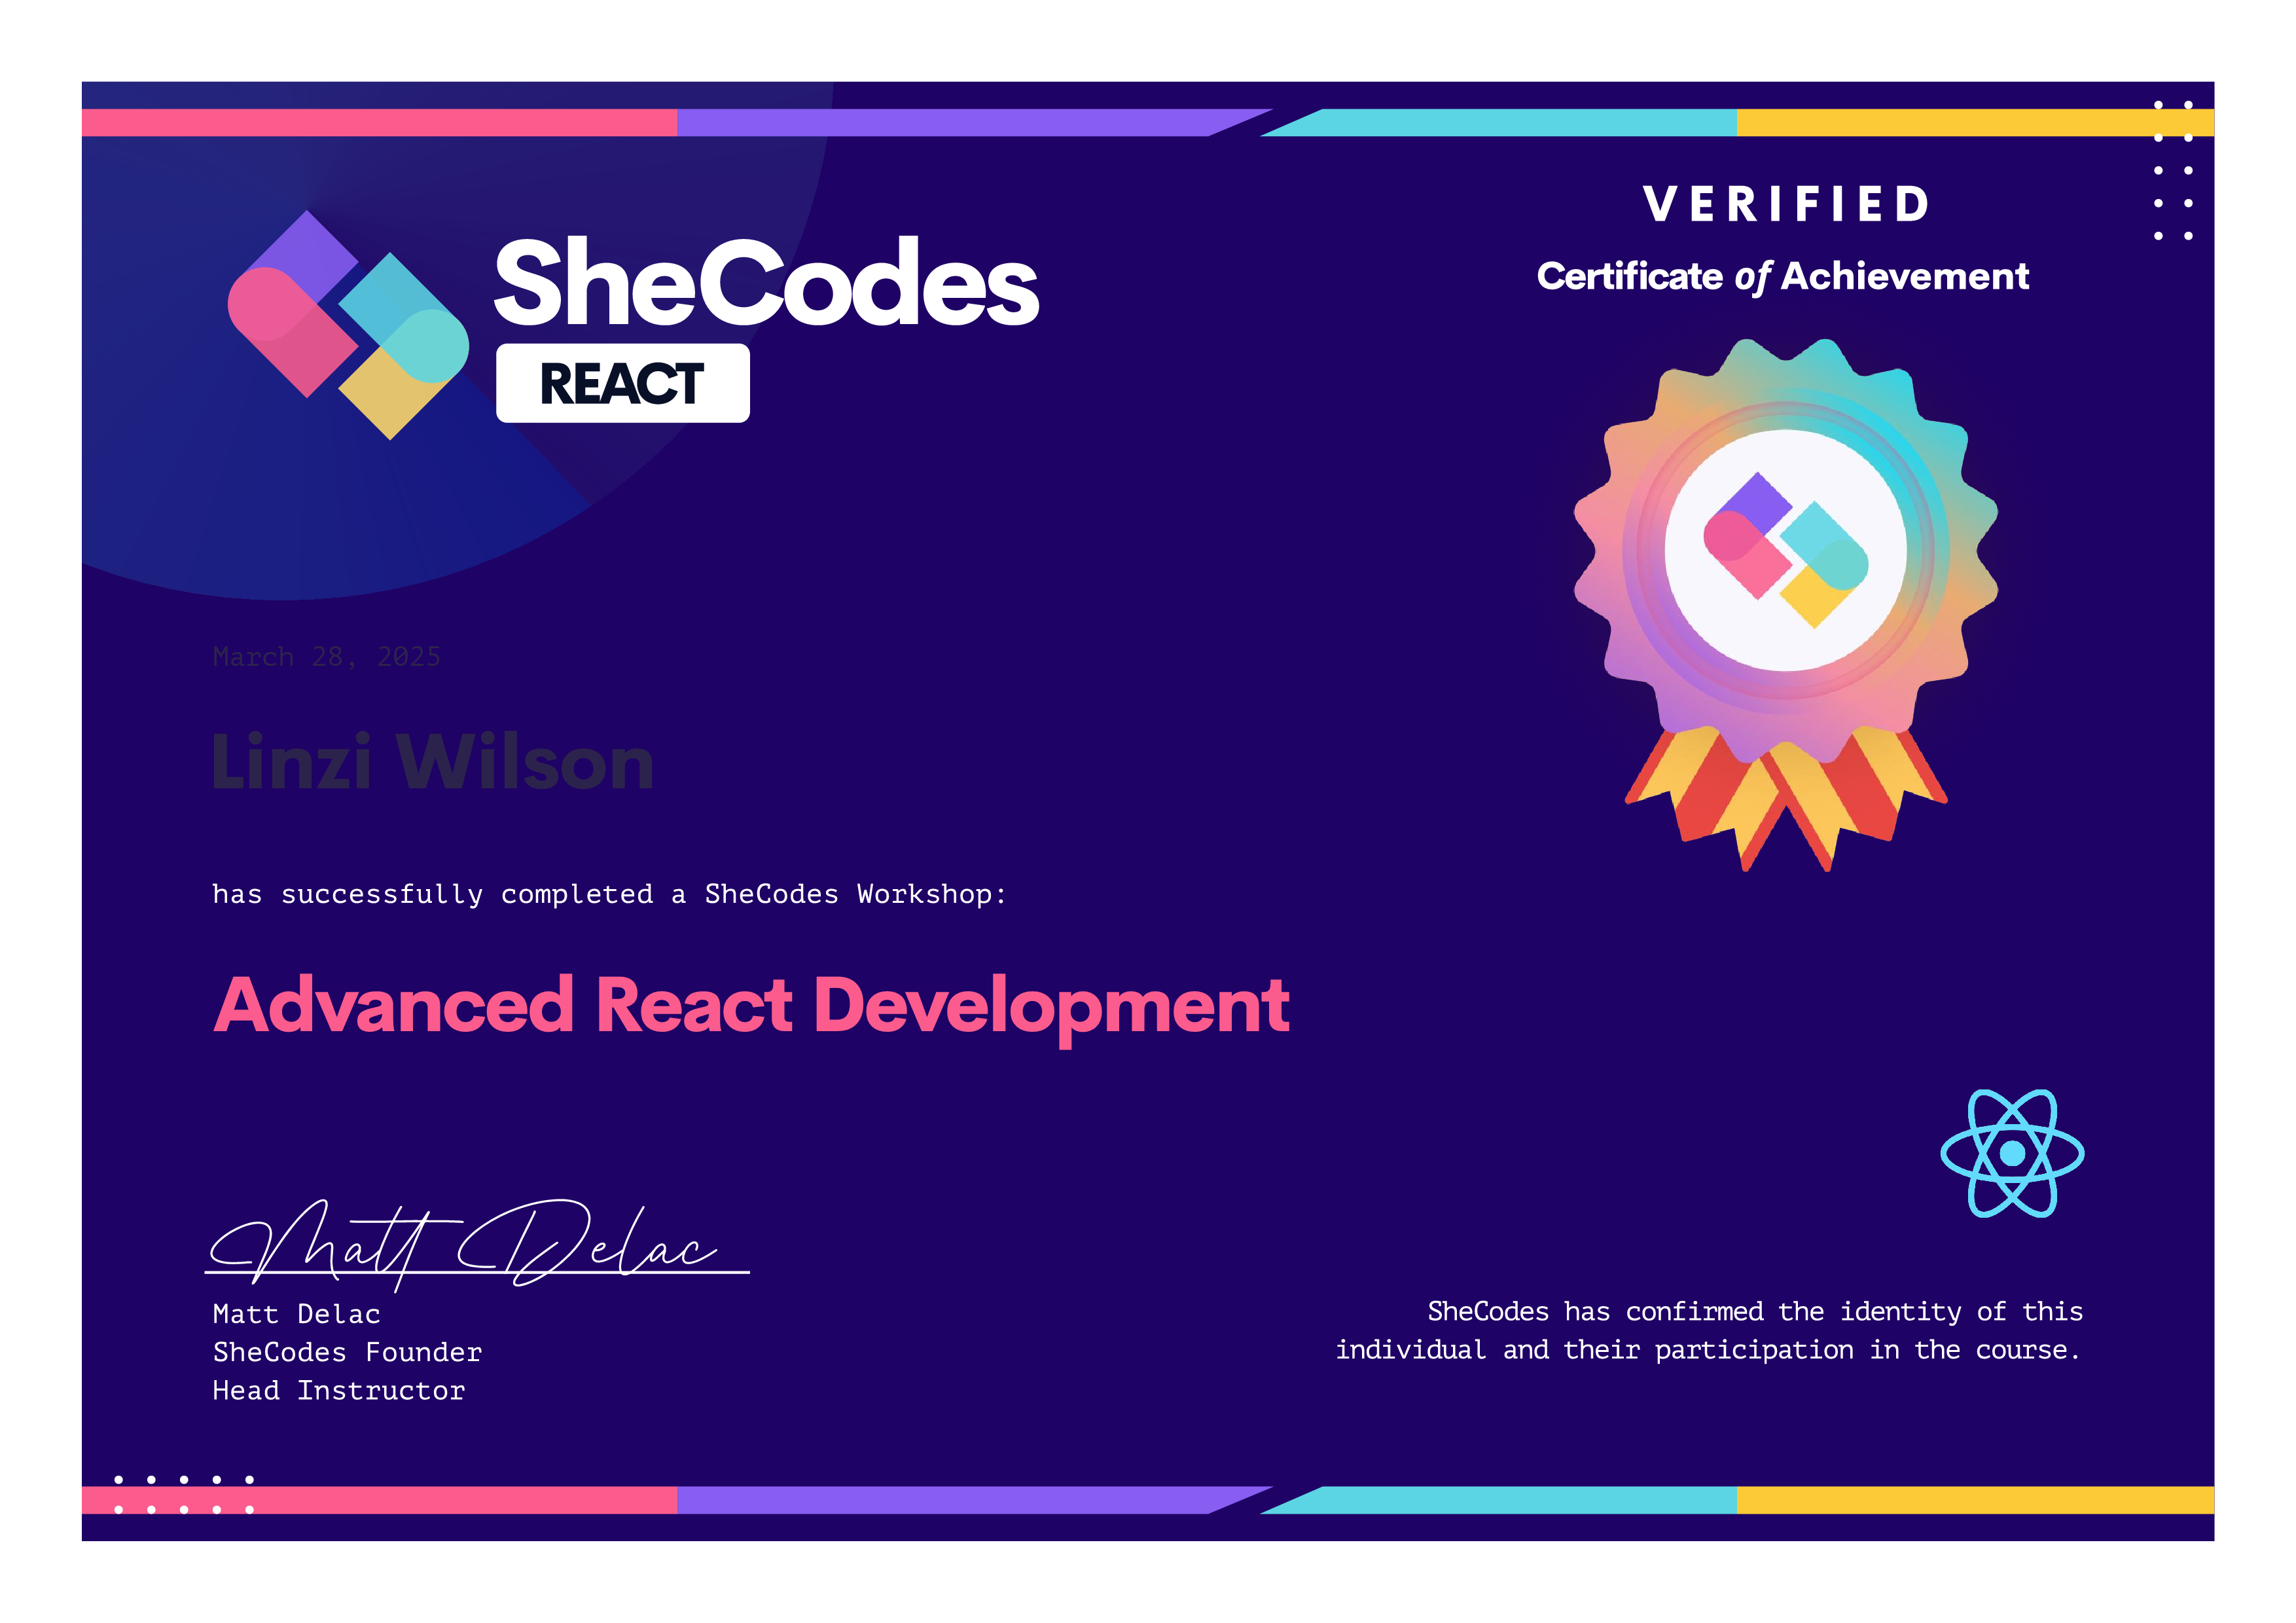 SheCodes
REACT
VERIFIED
Certificate of Achievement
March 28, 2025
Linzi Wilson
has successfully completed a SheCodes Workshop:
Advanced React Development
Matt Delac
Matt Delac
SheCodes Founder
Head Instructor
SheCodes has confirmed the identity of this
individual and their participation in the course.